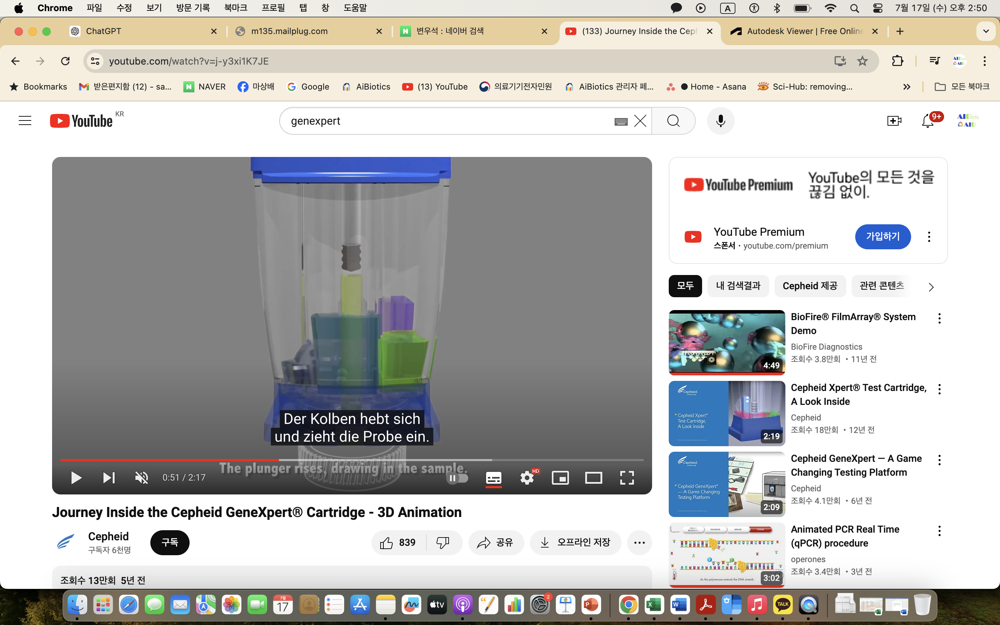 Chrome 파일 수정 보기 방문 기록 북마크 프로필 탭 창 도움말 A 7월 17일 (수) 오후 2:50
ChatGPT m135.mailplug.com N 변우석 : 네이버 검색 (133) Journey Inside the Ceph Autodesk Viewer | Free Online
youtube.com/watch?v=j-y3xi1K7JE
Bookmarks 받은편지함 (12) - sa... N NAVER 마상배 Google AiBiotics (13) YouTube 의료기기전자민원 AiBiotics 관리자 페... Home - Asana Sci-Hub: removing... 모든 북마크
YouTube KR
genexpert
9+
Der Kolben hebt sich
und zieht die Probe ein.
The plunger rises, drawing in the sample.
0:51 / 2:17
HD
Journey Inside the Cepheid GeneXpert® Cartridge - 3D Animation
Cepheid
구독자 6천명
구독
839
공유
오프라인 저장
조회수 13만회 5년 전
YouTube Premium
YouTube의 모든 것을
끊김 없이.
YouTube Premium
스폰서 · youtube.com/premium
가입하기
모두 내 검색결과 Cepheid 제공 관련 콘텐츠
4:49
BioFire® FilmArray® System
Demo
BioFire Diagnostics
조회수 3.8만회 • 11년 전
Cepheid.
Cepheid Xpert®
Test Cartridge,
A Look Inside
2:19
Cepheid Xpert® Test Cartridge,
A Look Inside
Cepheid
조회수 18만회 • 12년 전
Cepheid.
Cepheid GeneXpert®
— A Game Changing
Testing Platform
2:09
Cepheid GeneXpert — A Game
Changing Testing Platform
Cepheid
조회수 4.1만회 • 6년 전
As the polymerase extends the DNA strands
3:02
Animated PCR Real Time
(qPCR) procedure
operones
조회수 3.4만회 • 3년 전
7월
17
tv
2
P
X
W
TALK
XLSX